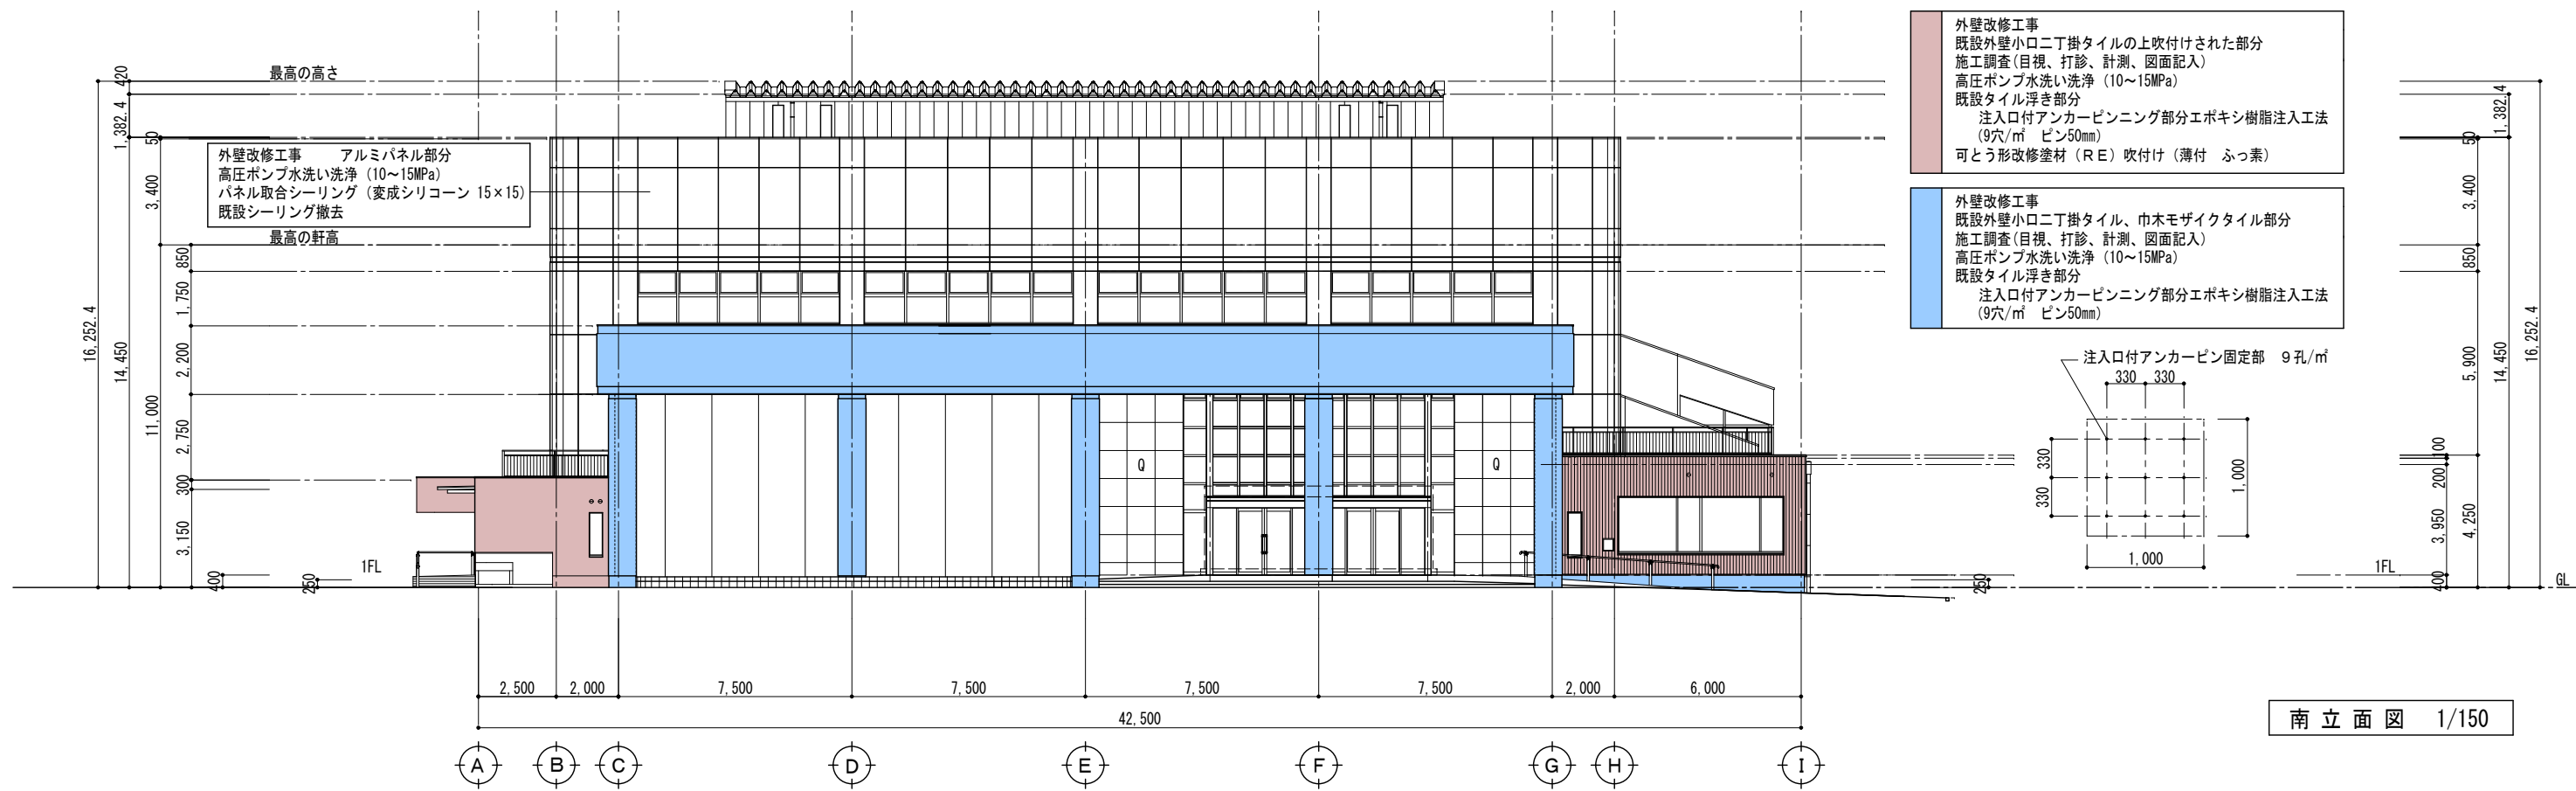 外壁改修工事
既設外壁小口二丁掛タイルの上吹付けされた部分
施工調査(目視、打診、計測、図面記入)
高圧ポンプ水洗い洗浄 (10~15MPa)
既設タイル浮き部分
注入口付アンカーピンニング部分エポキシ樹脂注入工法
(9穴/㎡ ピン50mm)
可とう形改修塗材（ＲＥ）吹付け（薄付 ふっ素）
外壁改修工事
既設外壁小口二丁掛タイル、巾木モザイクタイル部分
施工調査(目視、打診、計測、図面記入)
高圧ポンプ水洗い洗浄 (10~15MPa)
既設タイル浮き部分
注入口付アンカーピンニング部分エポキシ樹脂注入工法
(9穴/㎡ ピン50mm)
外壁改修工事 アルミパネル部分
高圧ポンプ水洗い洗浄 (10~15MPa)
パネル取合シーリング（変成シリコーン 15×15)
既設シーリング撤去
最高の高さ
最高の軒高
16,252.4
420
1,382.4
14,450
50
3,400
11,000
850
1,750
2,200
2,750
300
3,150
400
250
1FL
Q
Q
注入口付アンカーピン固定部 ９孔/㎡
330 330
330
330
1,000
1,000
1,382.4
50
3,400
850
5,900
14,450
16,252.4
100
200
3,950
4,250
400
250
1FL
GL
2,500 2,000 7,500 7,500 7,500 7,500 2,000 6,000
42,500
A B C D E F G H I
南立面図 1/150